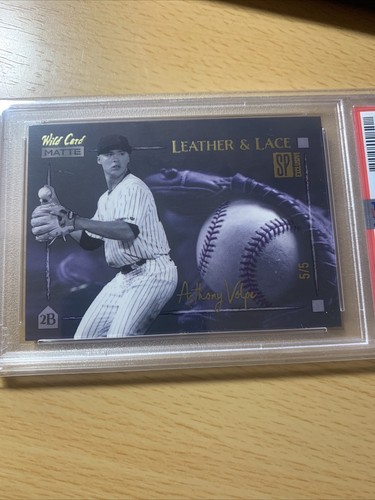 Wild Card
MATTE
LEATHER & LACE
SP
5/5
Anthony Volpe
2B